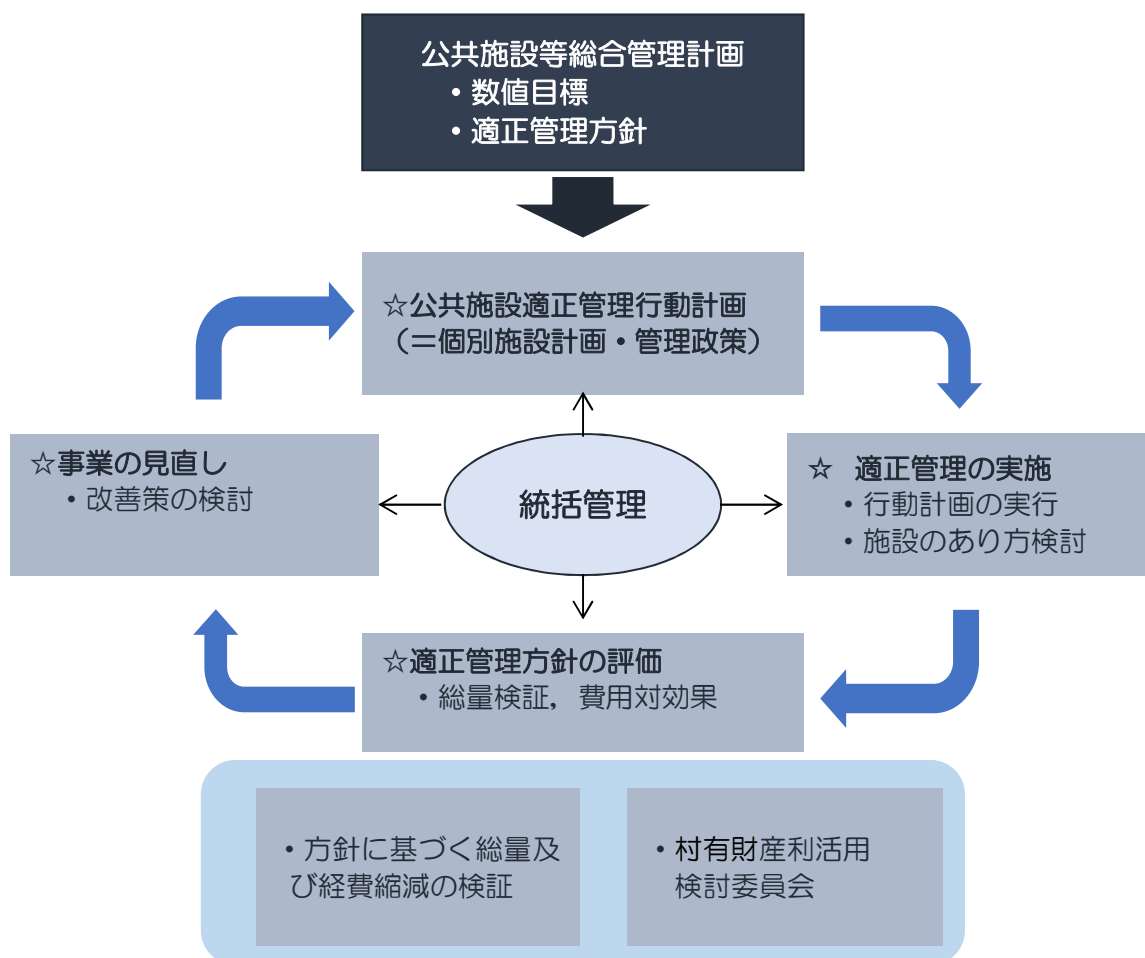 公共施設等総合管理計画
・数値目標
・適正管理方針
☆公共施設適正管理行動計画
（＝個別施設計画・管理政策）
☆事業の見直し
・改善策の検討
統括管理
☆ 適正管理の実施
・行動計画の実行
・施設のあり方検討
☆適正管理方針の評価
・総量検証，費用対効果
・方針に基づく総量及
び経費縮減の検証
・村有財産利活用
検討委員会